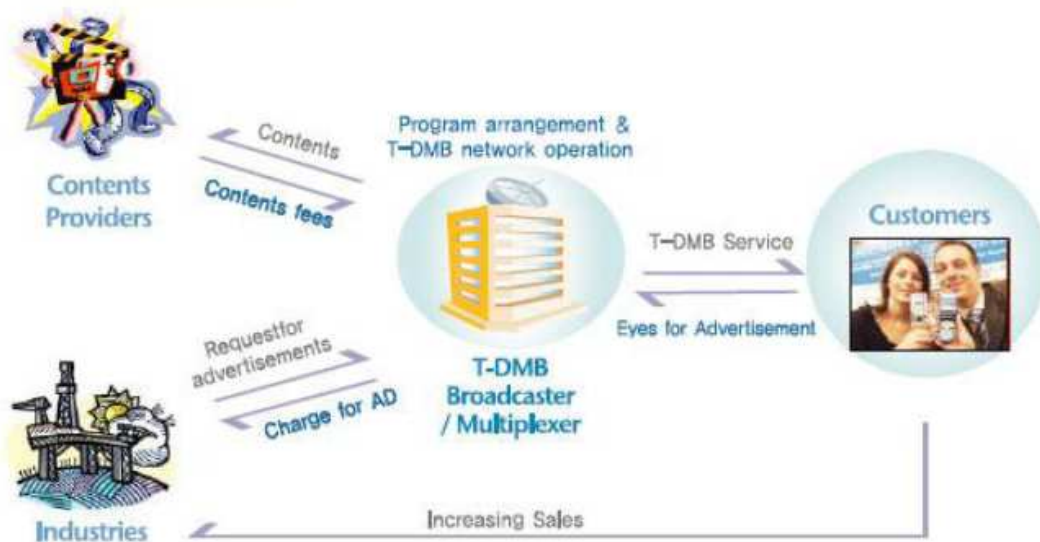 Contents
Program arrangement &
T-DMB network operation
Contents
Providers
Contents fees
Customers
T-DMB Service
Eyes for Advertisement
Requestfor
advertisements
T-DMB
Broadcaster
/ Multiplexer
Charge for AD
Increasing Sales
Industries